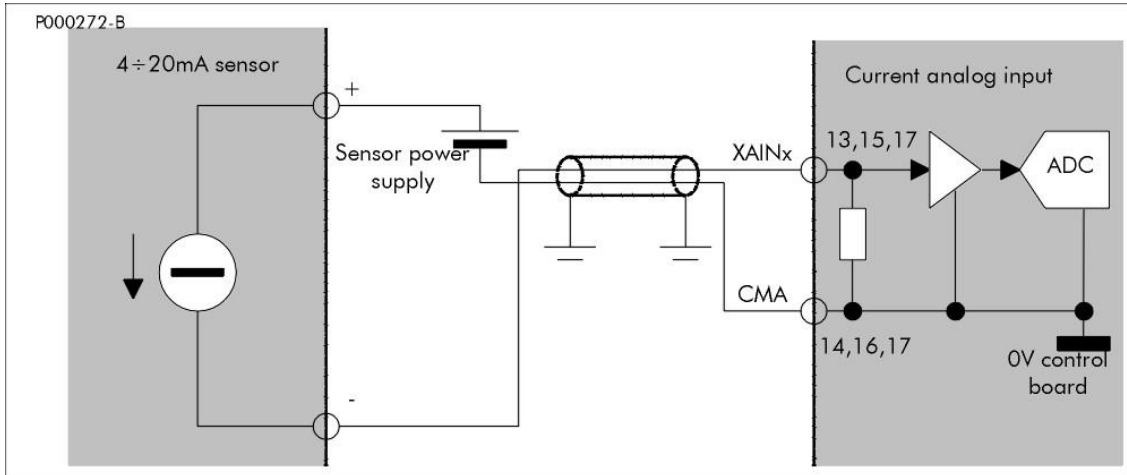 P000272-B
4÷20mA sensor
+
Sensor power
supply
-
XAINx
CMA
Current analog input
13,15,17
ADC
14,16,17
0V control
board